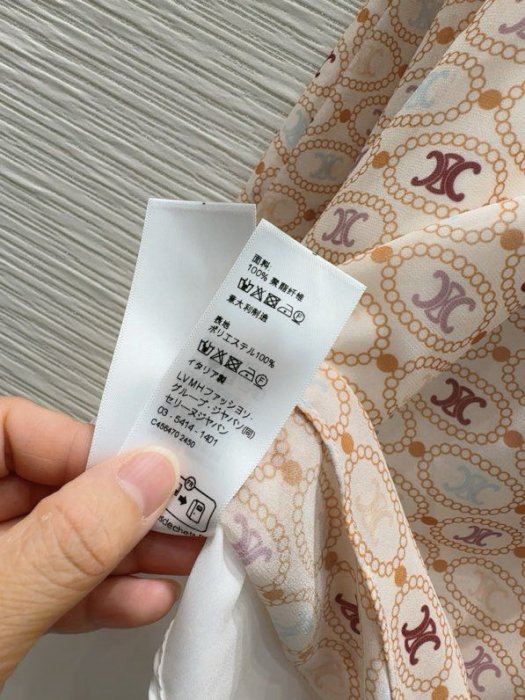 面料:
100% 聚酯纤维
意大利制造
表地
ポリエステル100%
イタリア製
LVMHファッション.
グループ.ジャパン(同)
セリーヌジャパン
03 - 5414 - 1401
C456470 2450